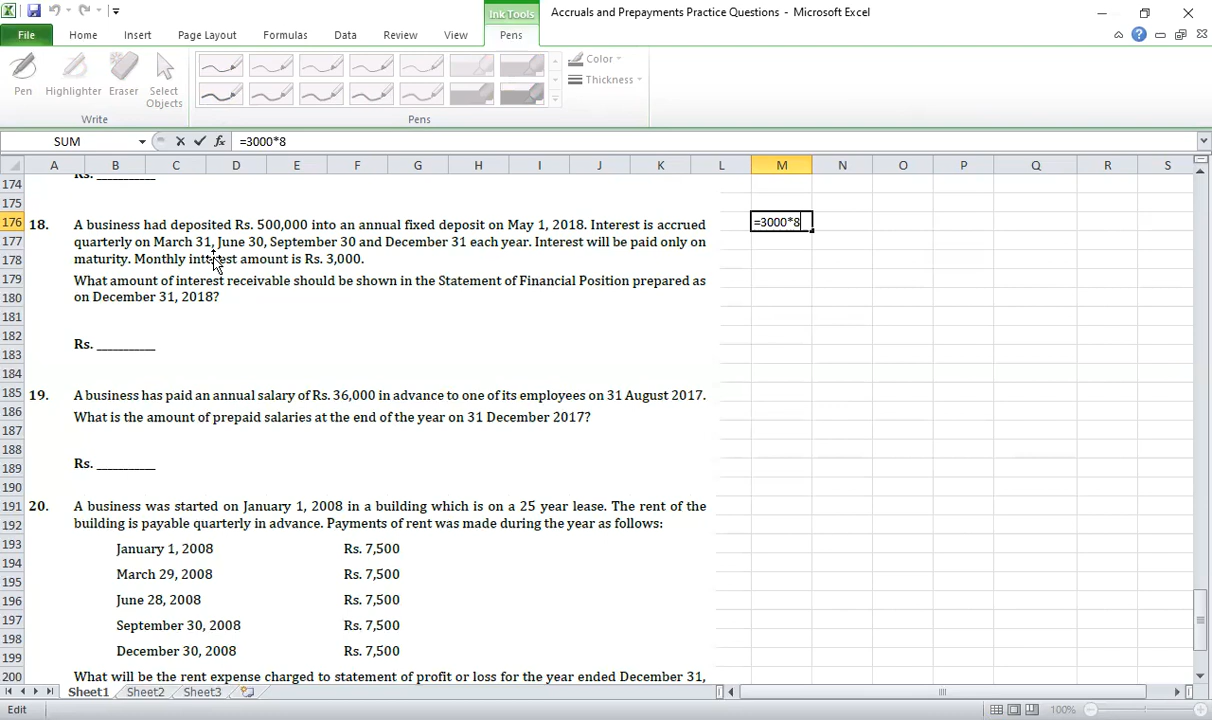 Ink Tools
Accruals and Prepayments Practice Questions - Microsoft Excel
File Home Insert Page Layout Formulas Data Review View Pens
Pen Highlighter Eraser Select Objects Color Thickness
Write Pens
SUM =3000*8
A B C D E F G H I J K L M N O P Q R S
174 Rs. __________
175
176 18. A business had deposited Rs. 500,000 into an annual fixed deposit on May 1, 2018. Interest is accrued =3000*8
177 quarterly on March 31, June 30, September 30 and December 31 each year. Interest will be paid only on
178 maturity. Monthly interest amount is Rs. 3,000.
179 What amount of interest receivable should be shown in the Statement of Financial Position prepared as
180 on December 31, 2018?
181
182 Rs. __________
183
184
185 19. A business has paid an annual salary of Rs. 36,000 in advance to one of its employees on 31 August 2017.
186
187 What is the amount of prepaid salaries at the end of the year on 31 December 2017?
188
189 Rs. __________
190
191 20. A business was started on January 1, 2008 in a building which is on a 25 year lease. The rent of the
192 building is payable quarterly in advance. Payments of rent was made during the year as follows:
193 January 1, 2008 Rs. 7,500
194
195 March 29, 2008 Rs. 7,500
196 June 28, 2008 Rs. 7,500
197 September 30, 2008 Rs. 7,500
198
199 December 30, 2008 Rs. 7,500
200 What will be the rent expense charged to statement of profit or loss for the year ended December 31,
Sheet1 Sheet2 Sheet3
Edit 100%